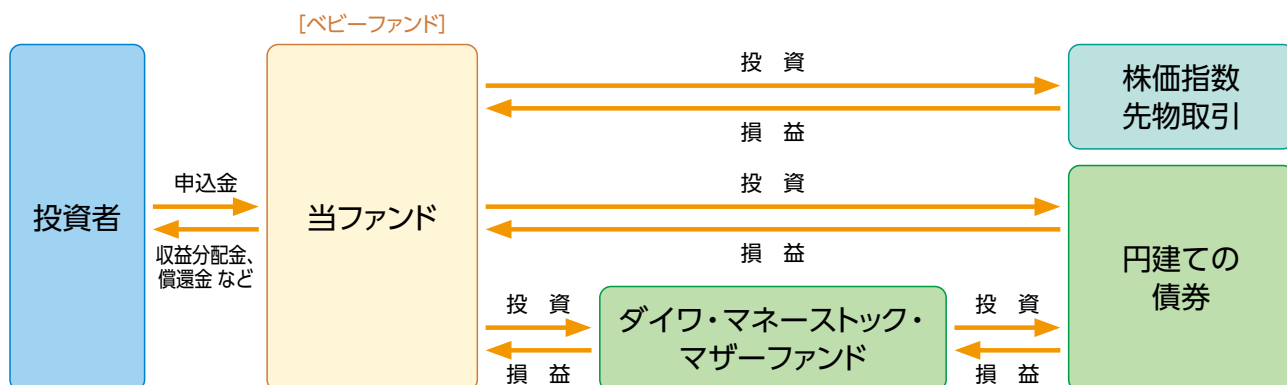 [ベビーファンド]
投資者
申込金
収益分配金、
償還金 など
当ファンド
投 資
損 益
株価指数
先物取引
投 資
損 益
円建ての
債券
投 資
損 益
ダイワ・マネーストック・
マザーファンド
投 資
損 益